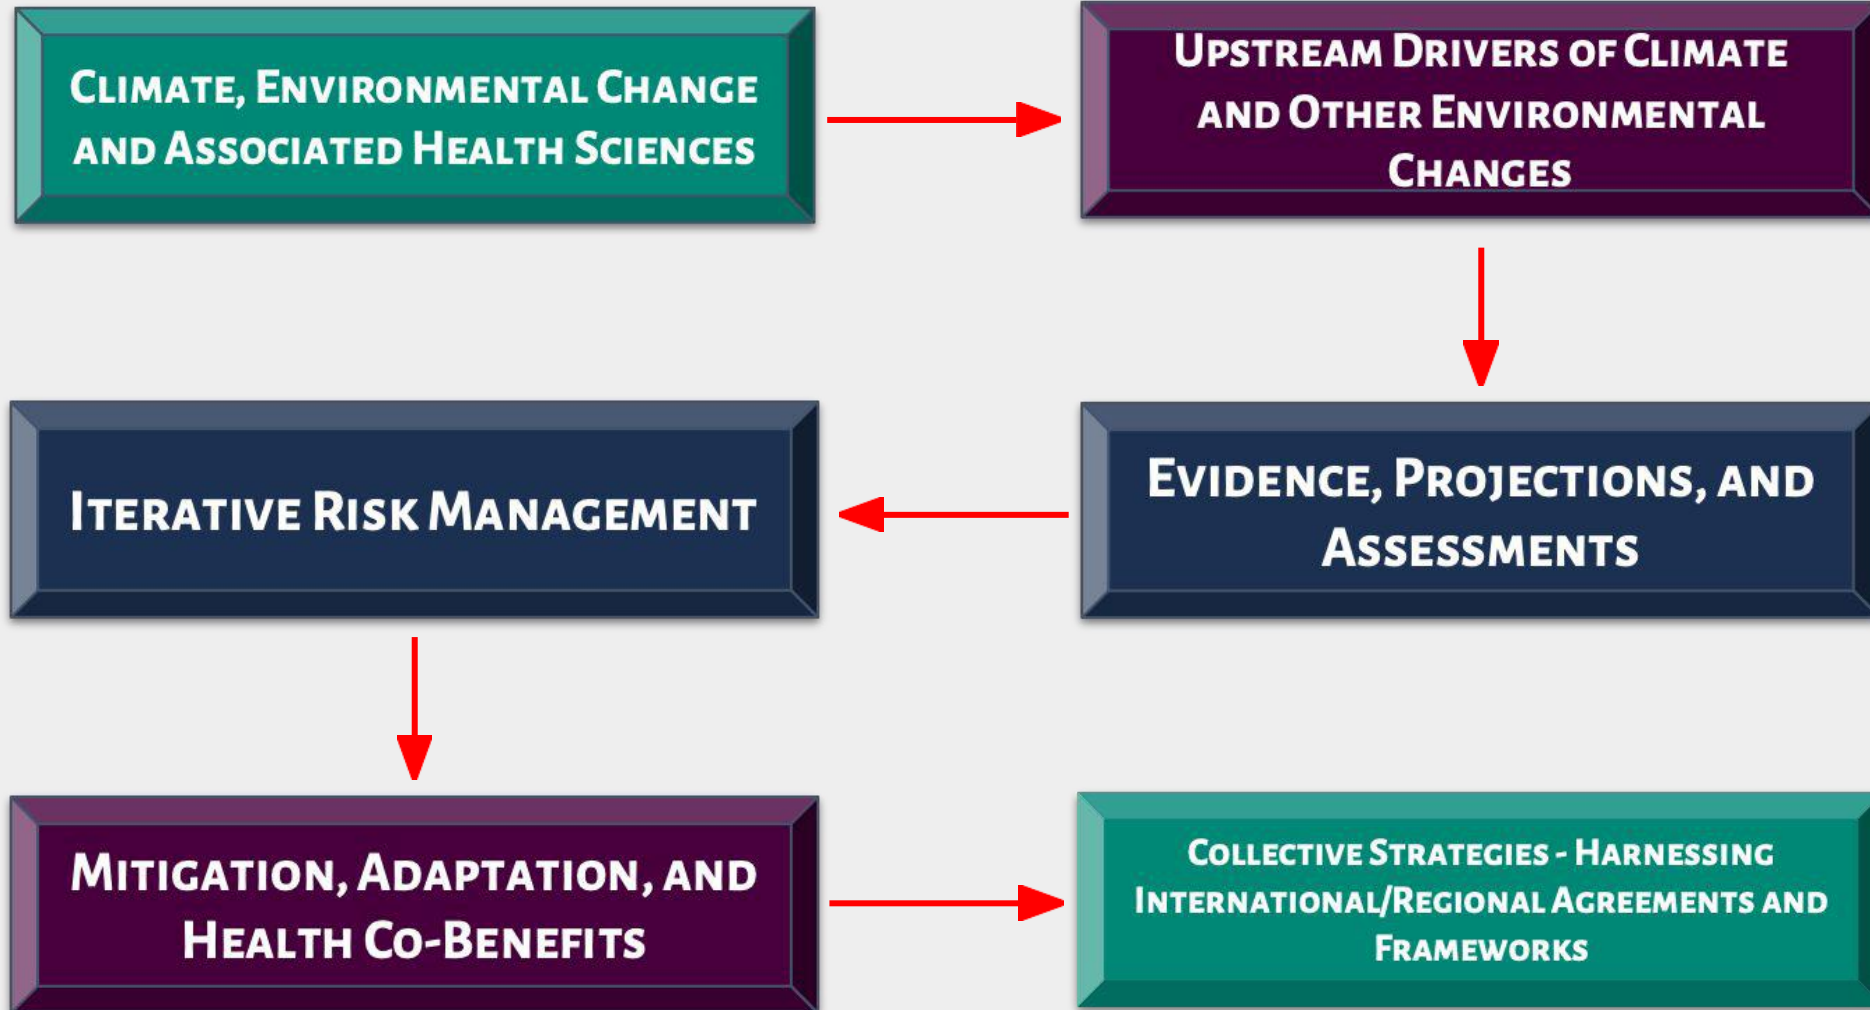 Climate, Environmental Change
and Associated Health Sciences
Upstream Drivers of Climate
and Other Environmental
Changes
Evidence, Projections, and
Assessments
Iterative Risk Management
Mitigation, Adaptation, and
Health Co-Benefits
Collective Strategies - Harnessing
International/Regional Agreements and
Frameworks